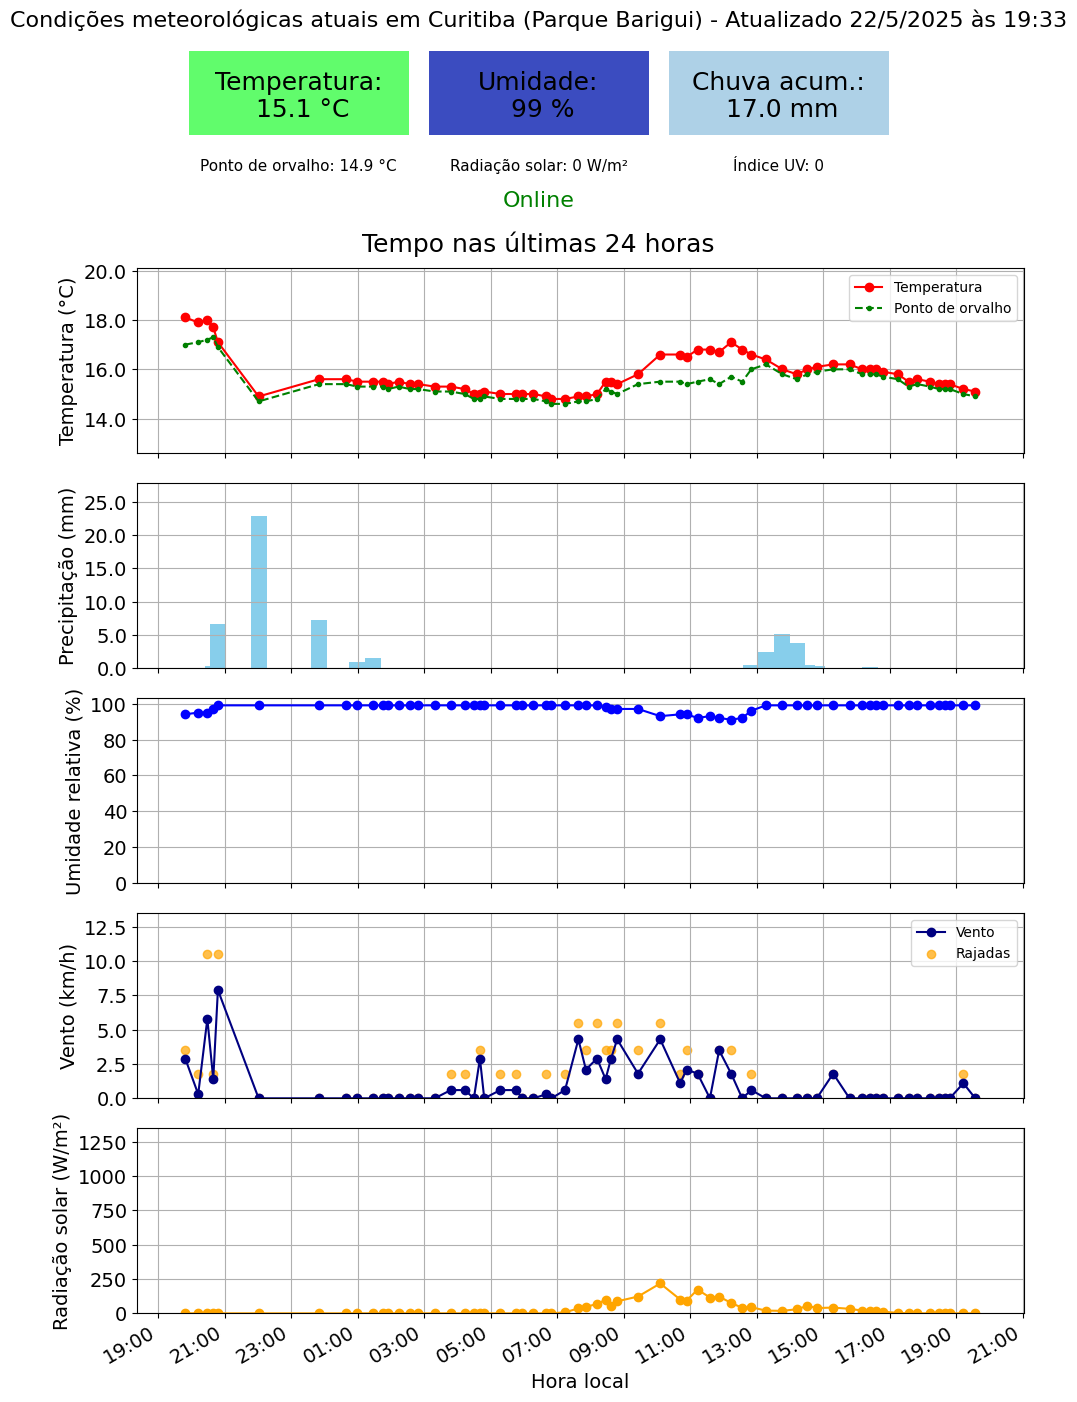 Condições meteorológicas atuais em Curitiba (Parque Barigui) - Atualizado 22/5/2025 às 19:33
Temperatura:
15.1 °C
Umidade:
99 %
Chuva acum.:
17.0 mm
Ponto de orvalho: 14.9 °C
Radiação solar: 0 W/m²
Índice UV: 0
Online
Tempo nas últimas 24 horas
Temperatura (°C)
20.0
18.0
16.0
14.0
Temperatura
Ponto de orvalho
Precipitação (mm)
25.0
20.0
15.0
10.0
5.0
0.0
Umidade relativa (%)
100
80
60
40
20
0
Vento (km/h)
12.5
10.0
7.5
5.0
2.5
0.0
Vento
Rajadas
Radiação solar (W/m²)
1250
1000
750
500
250
0
19:00
21:00
23:00
01:00
03:00
05:00
07:00
09:00
11:00
13:00
15:00
17:00
19:00
21:00
Hora local